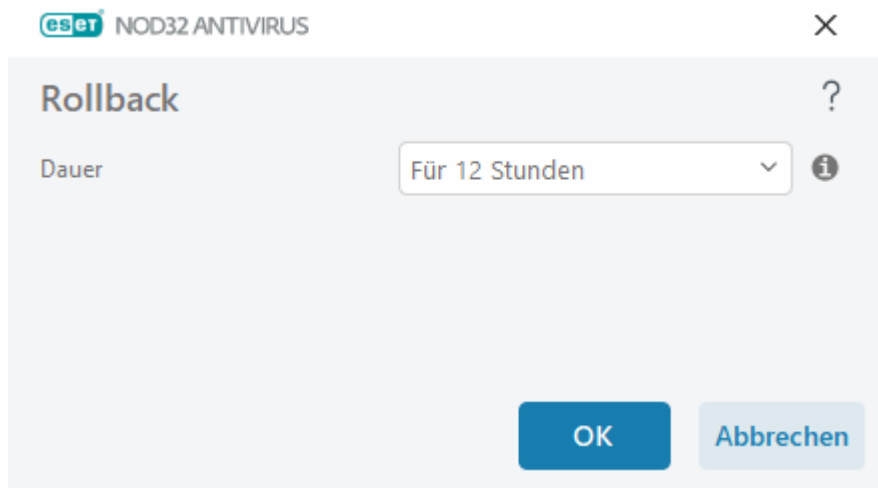 eset NOD32 ANTIVIRUS
Rollback
?
Dauer
Für 12 Stunden
OK
Abbrechen